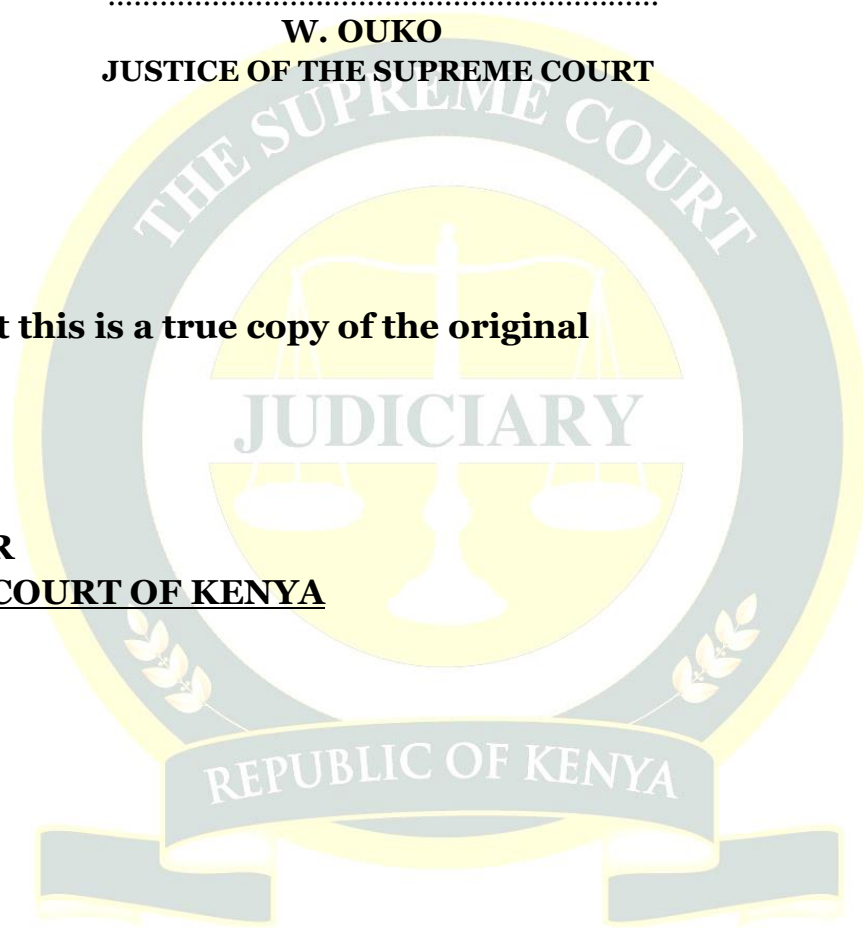 ................................................................
W. OUKO
JUSTICE OF THE SUPREME COURT
THE SUPREME COURT
t this is a true copy of the original
JUDICIARY
R
COURT OF KENYA
REPUBLIC OF KENYA